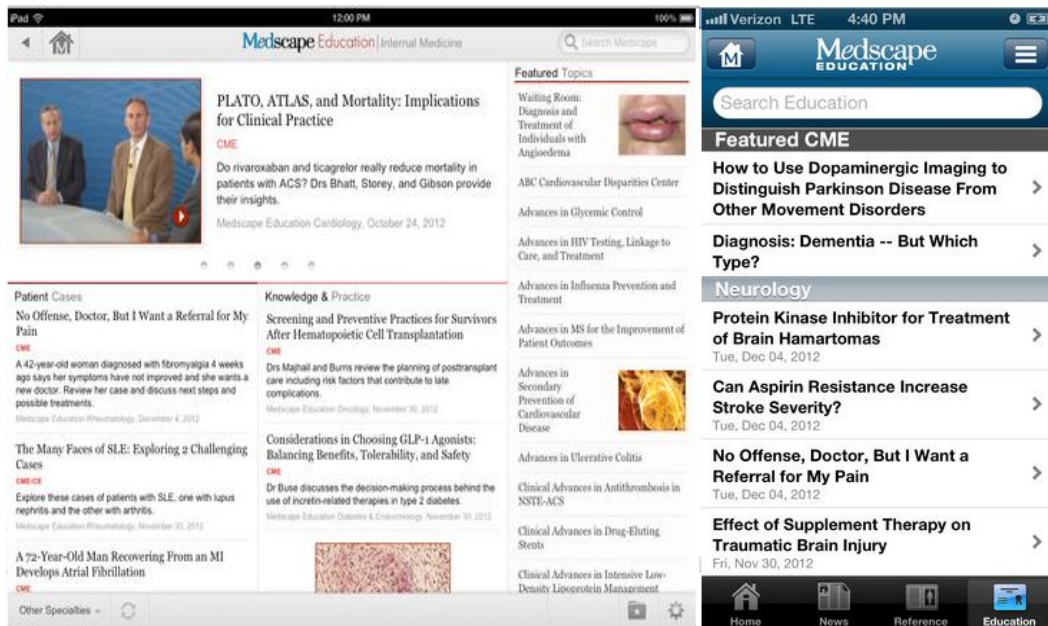 iPad 12:00 PM 100%
Medscape Education Internal Medicine
Search Medscape
PLATO, ATLAS, and Mortality: Implications
for Clinical Practice
CME
Do rivaroxaban and ticagrelor really reduce mortality in
patients with ACS? Drs Bhatt, Storey, and Gibson provide
their insights.
Medscape Education Cardiology, October 24, 2012
Patient Cases
No Offense, Doctor, But I Want a Referral for My
Pain
CME
A 42-year-old woman diagnosed with fibromyalgia 4 weeks
ago says her symptoms have not improved and she wants a
new doctor. Review her case and discuss next steps and
possible treatments.
Medscape Education Rheumatology, December 4, 2012
The Many Faces of SLE: Exploring 2 Challenging
Cases
CME/CE
Explore these cases of patients with SLE, one with lupus
nephritis and the other with arthritis.
Medscape Education Rheumatology, November 30, 2012
A 72-Year-Old Man Recovering From an MI
Develops Atrial Fibrillation
CME
Knowledge & Practice
Screening and Preventive Practices for Survivors
After Hematopoietic Cell Transplantation
CME
Drs Majhail and Burns review the planning of posttransplant
care including risk factors that contribute to late
complications.
Medscape Education Oncology, November 30, 2012
Considerations in Choosing GLP-1 Agonists:
Balancing Benefits, Tolerability, and Safety
CME
Dr Buse discusses the decision-making process behind the
use of incretin-related therapies in type 2 diabetes.
Medscape Education Diabetes & Endocrinology, November 30, 2012
Featured Topics
Waiting Room:
Diagnosis and
Treatment of
Individuals with
Angioedema
ABC Cardiovascular Disparities Center
Advances in Glycemic Control
Advances in HIV Testing, Linkage to
Care, and Treatment
Advances in Influenza Prevention and
Treatment
Advances in MS for the Improvement of
Patient Outcomes
Advances in
Secondary
Prevention of
Cardiovascular
Disease
Advances in Ulcerative Colitis
Clinical Advances in Antithrombosis in
NSTE-ACS
Clinical Advances in Drug-Eluting
Stents
Clinical Advances in Intensive Low-
Density Lipoprotein Management
Other Specialties
Verizon LTE 4:40 PM
M
Medscape
EDUCATION
Search Education
Featured CME
How to Use Dopaminergic Imaging to
Distinguish Parkinson Disease From
Other Movement Disorders
Diagnosis: Dementia -- But Which
Type?
Neurology
Protein Kinase Inhibitor for Treatment
of Brain Hamartomas
Tue, Dec 04, 2012
Can Aspirin Resistance Increase
Stroke Severity?
Tue, Dec 04, 2012
No Offense, Doctor, But I Want a
Referral for My Pain
Tue, Dec 04, 2012
Effect of Supplement Therapy on
Traumatic Brain Injury
Fri, Nov 30, 2012
Home News Reference Education